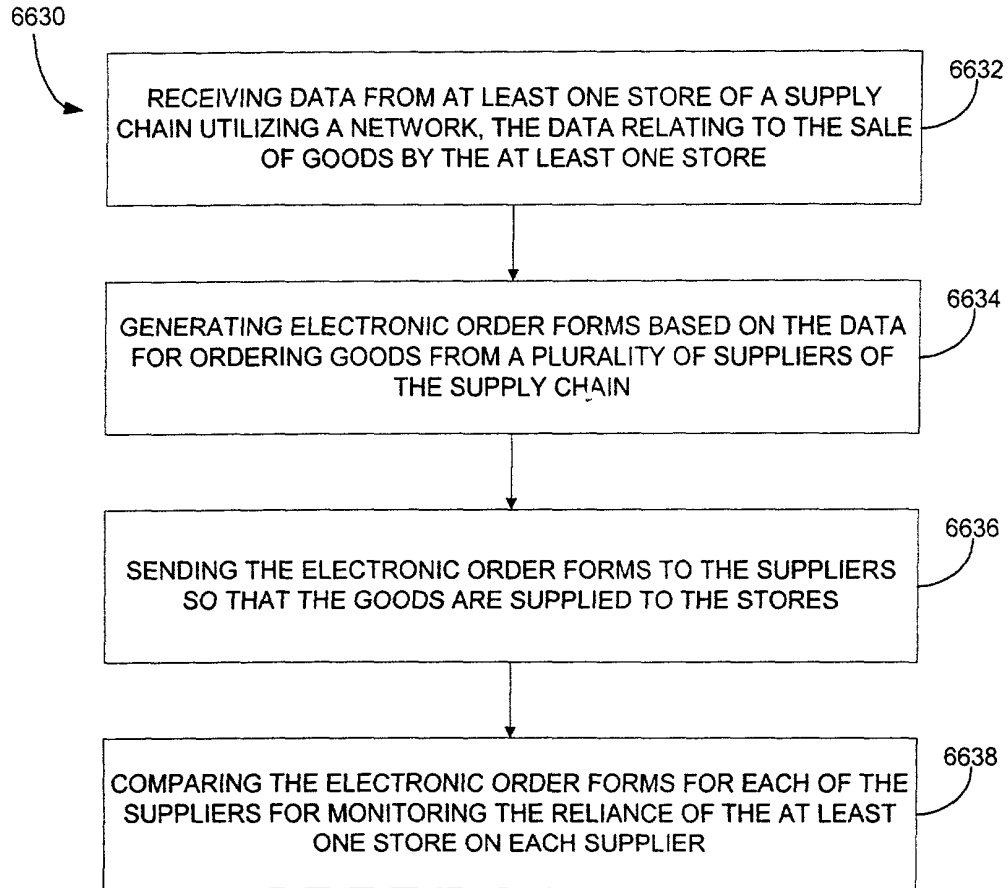 6630
6632
RECEIVING DATA FROM AT LEAST ONE STORE OF A SUPPLY
CHAIN UTILIZING A NETWORK, THE DATA RELATING TO THE SALE
OF GOODS BY THE AT LEAST ONE STORE
6634
GENERATING ELECTRONIC ORDER FORMS BASED ON THE DATA
FOR ORDERING GOODS FROM A PLURALITY OF SUPPLIERS OF
THE SUPPLY CHAIN
6636
SENDING THE ELECTRONIC ORDER FORMS TO THE SUPPLIERS
SO THAT THE GOODS ARE SUPPLIED TO THE STORES
6638
COMPARING THE ELECTRONIC ORDER FORMS FOR EACH OF THE
SUPPLIERS FOR MONITORING THE RELIANCE OF THE AT LEAST
ONE STORE ON EACH SUPPLIER